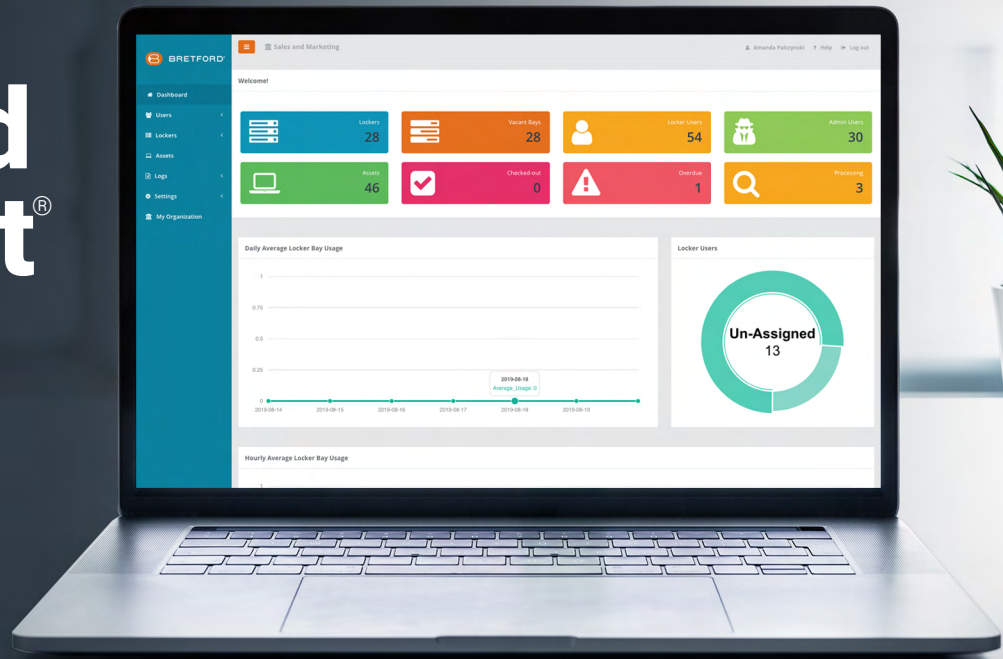 d
t®
BRETFORD
Sales and Marketing
Amanda Palczynski ? Help Log out
Welcome!
Dashboard
Users
Lockers
Assets
Logs
Settings
My Organization
Lockers
28
Vacant Bays
28
Locker Users
54
Admin Users
30
Assets
46
Checked-out
0
Overdue
1
Processing
3
Daily Average Locker Bay Usage
1
0.75
0.5
0.25
0
2019-08-18
Average_Usage: 0
2019-08-14 2019-08-15 2019-08-16 2019-08-17 2019-08-18 2019-08-19
Locker Users
Un-Assigned
13
Hourly Average Locker Bay Usage
1